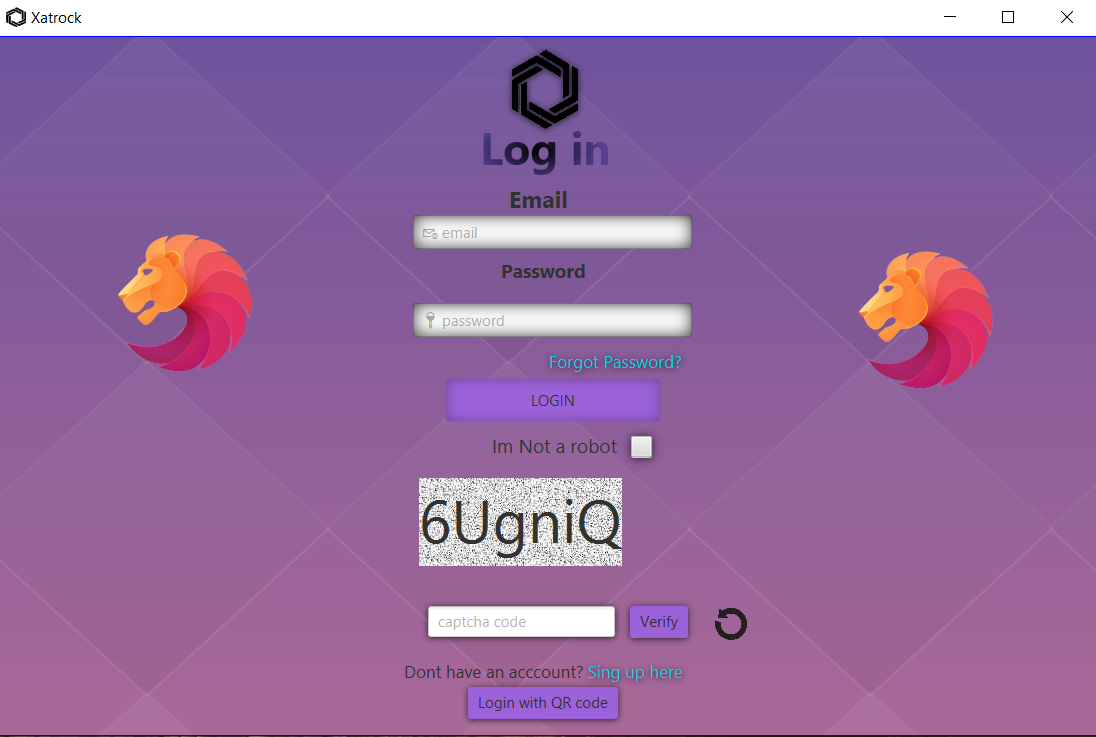 Xatrock
Log in
Email
email
Password
password
Forgot Password?
LOGIN
Im Not a robot
6UgniQ
captcha code
Verify
Dont have an acccount? Sing up here
Login with QR code